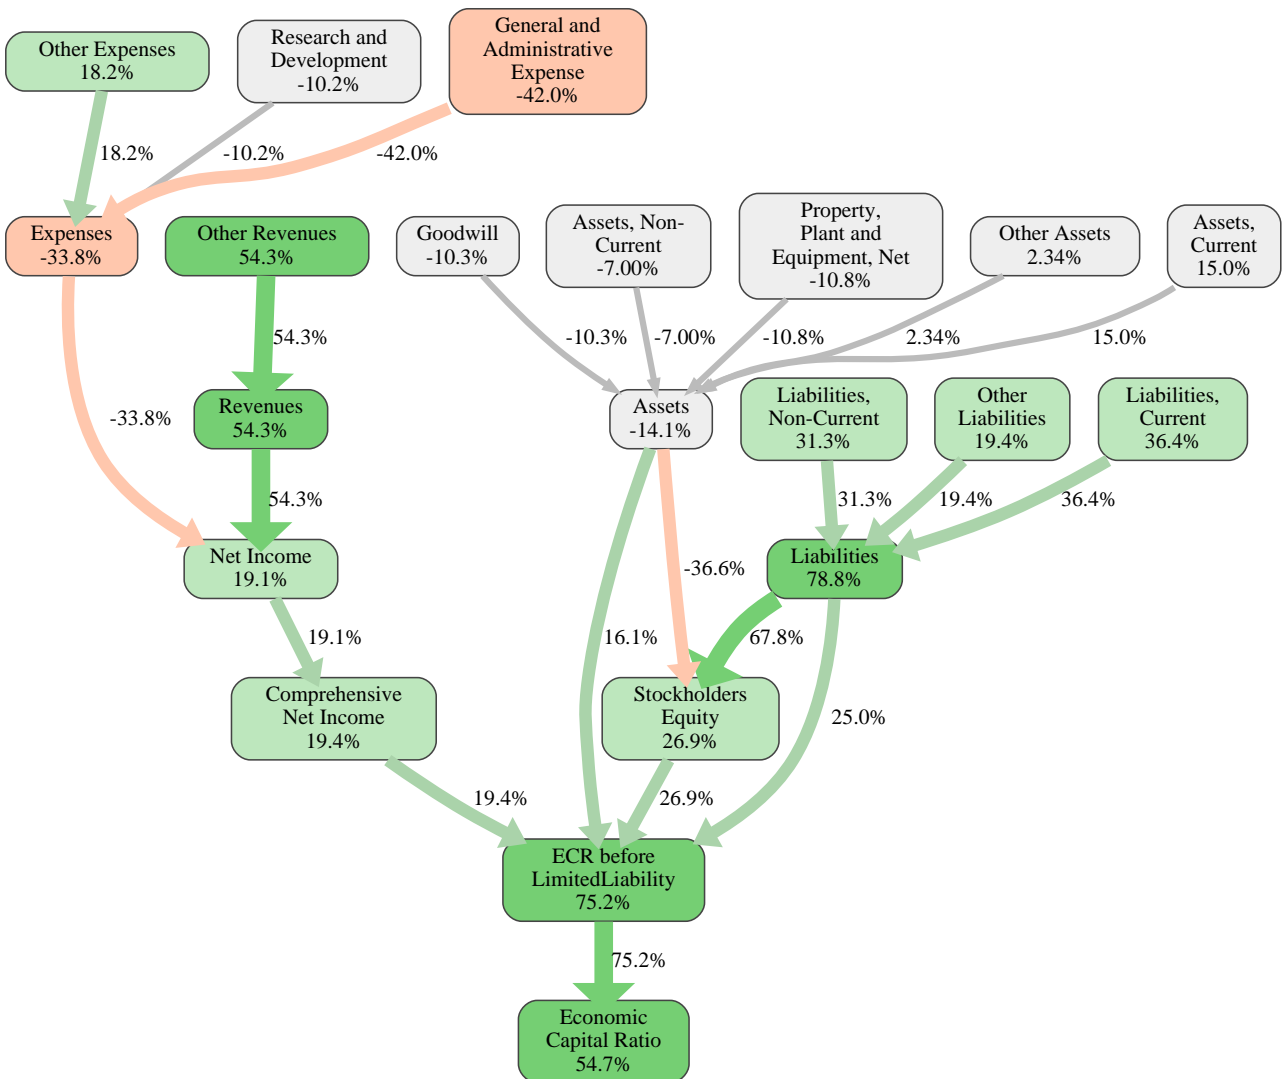 Other Expenses
18.2%
Research and
Development
-10.2%
General and
Administrative
Expense
-42.0%
18.2%
-10.2%
-42.0%
Expenses
-33.8%
Other Revenues
54.3%
Goodwill
-10.3%
Assets, Non-
Current
-7.00%
Property,
Plant and
Equipment, Net
-10.8%
Other Assets
2.34%
Assets,
Current
15.0%
54.3%
-10.3%
-7.00%
-10.8%
2.34%
15.0%
-33.8%
Revenues
54.3%
Assets
-14.1%
Liabilities,
Non-Current
31.3%
Other
Liabilities
19.4%
Liabilities,
Current
36.4%
54.3%
31.3%
19.4%
36.4%
Net Income
19.1%
-36.6%
Liabilities
78.8%
19.1%
16.1%
67.8%
Comprehensive
Net Income
19.4%
Stockholders
Equity
26.9%
25.0%
19.4%
26.9%
ECR before
LimitedLiability
75.2%
75.2%
Economic
Capital Ratio
54.7%